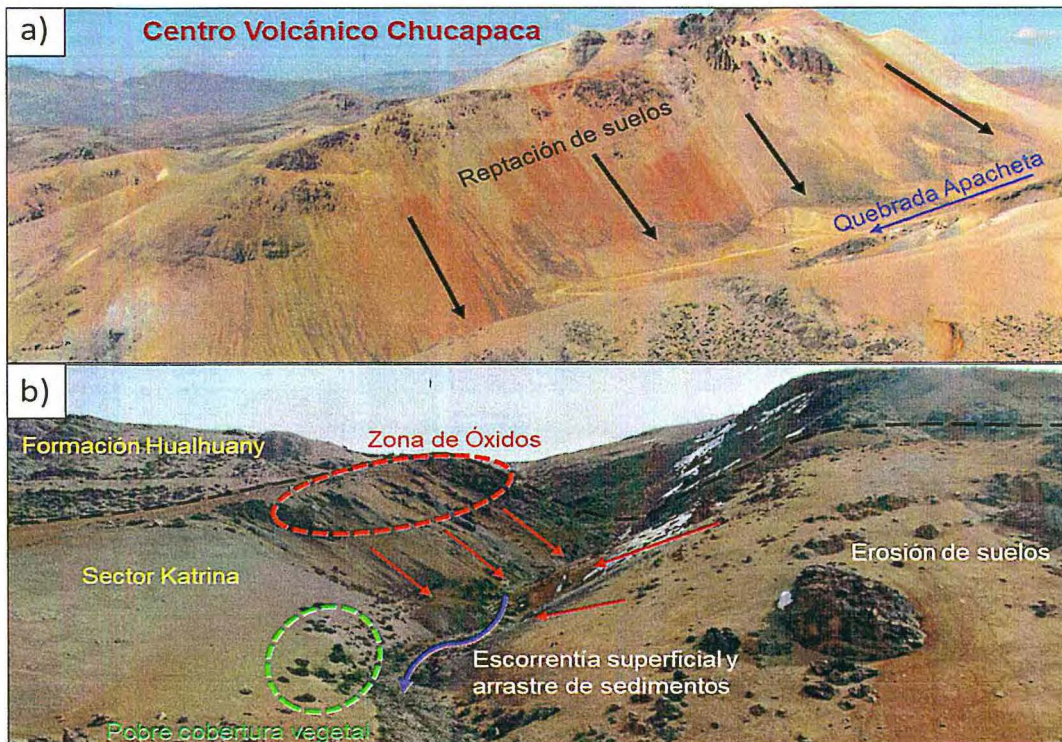 a)
Centro Volcánico Chucapaca
Reptación de suelos
Quebrada Apacheta
b)
Formación Hualhuany
Zona de Óxidos
Sector Katrina
Erosión de suelos
Escorrentía superficial y
arrastre de sedimentos
Pobre cobertura vegetal